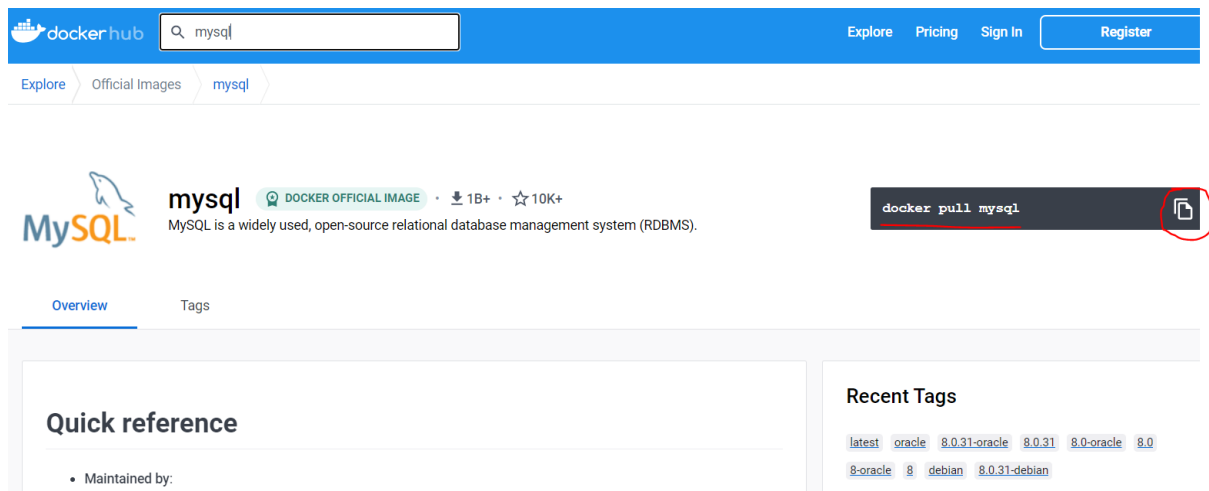 dockerhub mysql Explore Pricing Sign In Register
Explore Official Images mysql
MySQL™
mysql DOCKER OFFICIAL IMAGE · 1B+ · 10K+
MySQL is a widely used, open-source relational database management system (RDBMS).
docker pull mysql
Overview Tags
Quick reference
• Maintained by:
Recent Tags
latest oracle 8.0.31-oracle 8.0.31 8.0-oracle 8.0
8-oracle 8 debian 8.0.31-debian